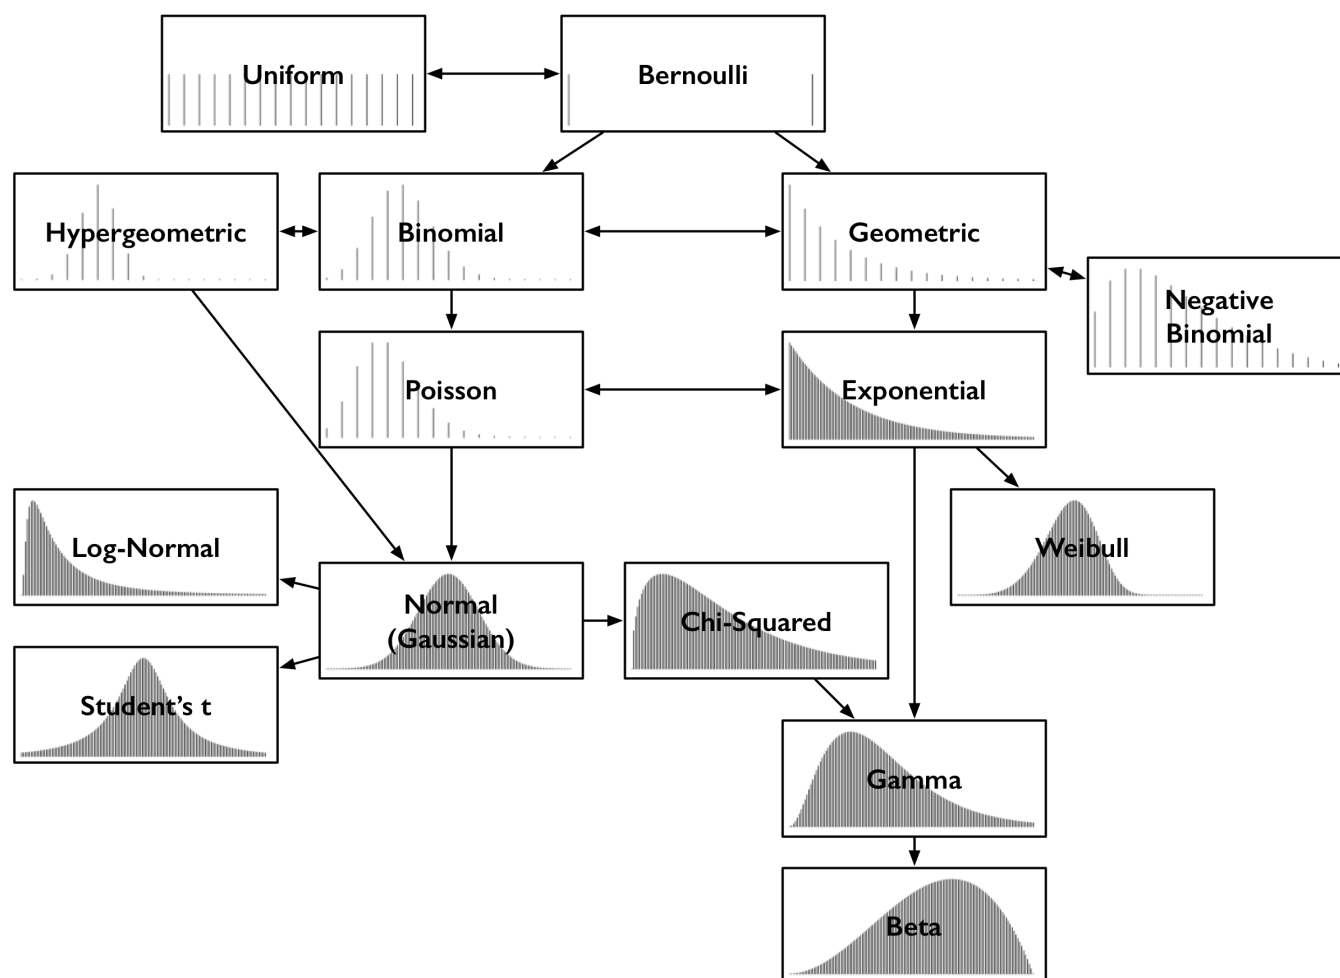 Uniform
Bernoulli
Hypergeometric
Binomial
Geometric
Negative
Binomial
Poisson
Exponential
Log-Normal
Weibull
Normal
(Gaussian)
Chi-Squared
Student’s t
Gamma
Beta